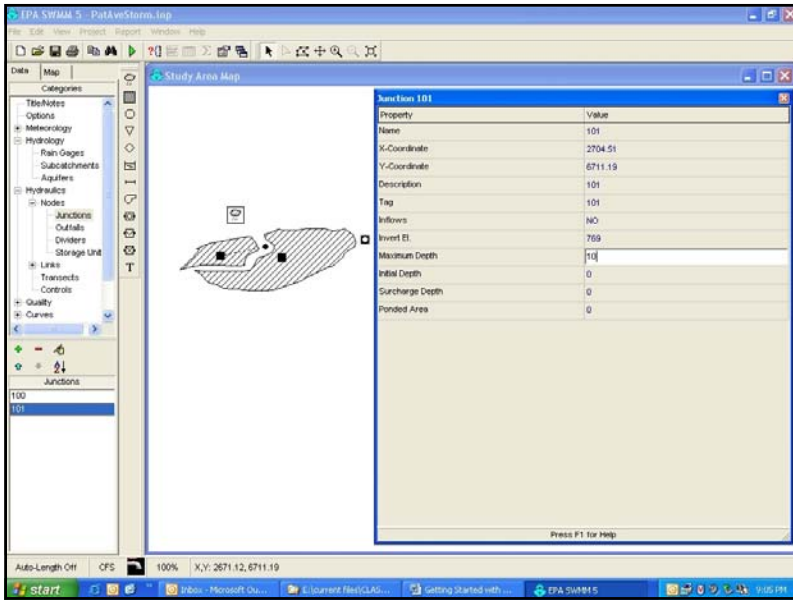 EPA SWMM 5 - PatAveStorm.inp
File Edit View Project Report Window Help
Data Map
Categories
Title/Notes
Options
Meteorology
Hydrology
Rain Gages
Subcatchments
Aquifers
Hydraulics
Nodes
Junctions
Outfalls
Dividers
Storage Unit
Links
Transects
Controls
Quality
Curves
Junctions
100
101
T
Study Area Map
Junction 101
Property Value
Name 101
X-Coordinate 2704.51
Y-Coordinate 6711.19
Description 101
Tag 101
Inflows NO
Invert El. 769
Maximum Depth 10
Initial Depth 0
Surcharge Depth 0
Ponded Area 0
Press F1 for Help
Auto-Length Off CFS 100% X,Y: 2671.12, 6711.19
start Inbox - Microsoft Ou... E:\current files\CLAS... Getting Started with ... EPA SWMM 5 9:05 PM